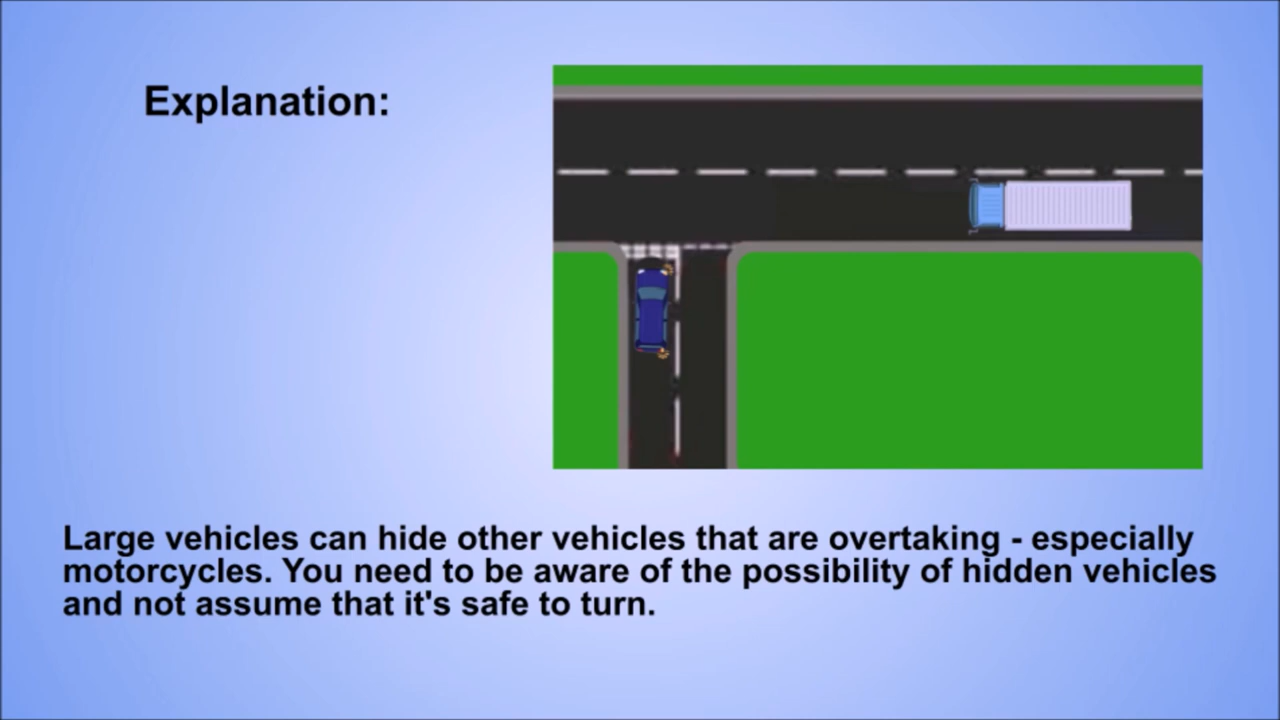 Explanation:
Large vehicles can hide other vehicles that are overtaking - especially
motorcycles. You need to be aware of the possibility of hidden vehicles
and not assume that it's safe to turn.